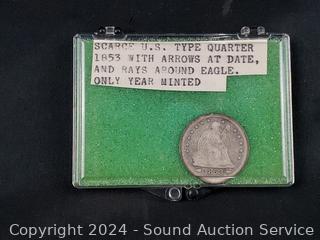 SCARCE U.S. TYPE QUARTER
1853 WITH ARROWS AT DATE,
AND RAYS AROUND EAGLE.
ONLY YEAR MINTED
Copyright 2024 - Sound Auction Service